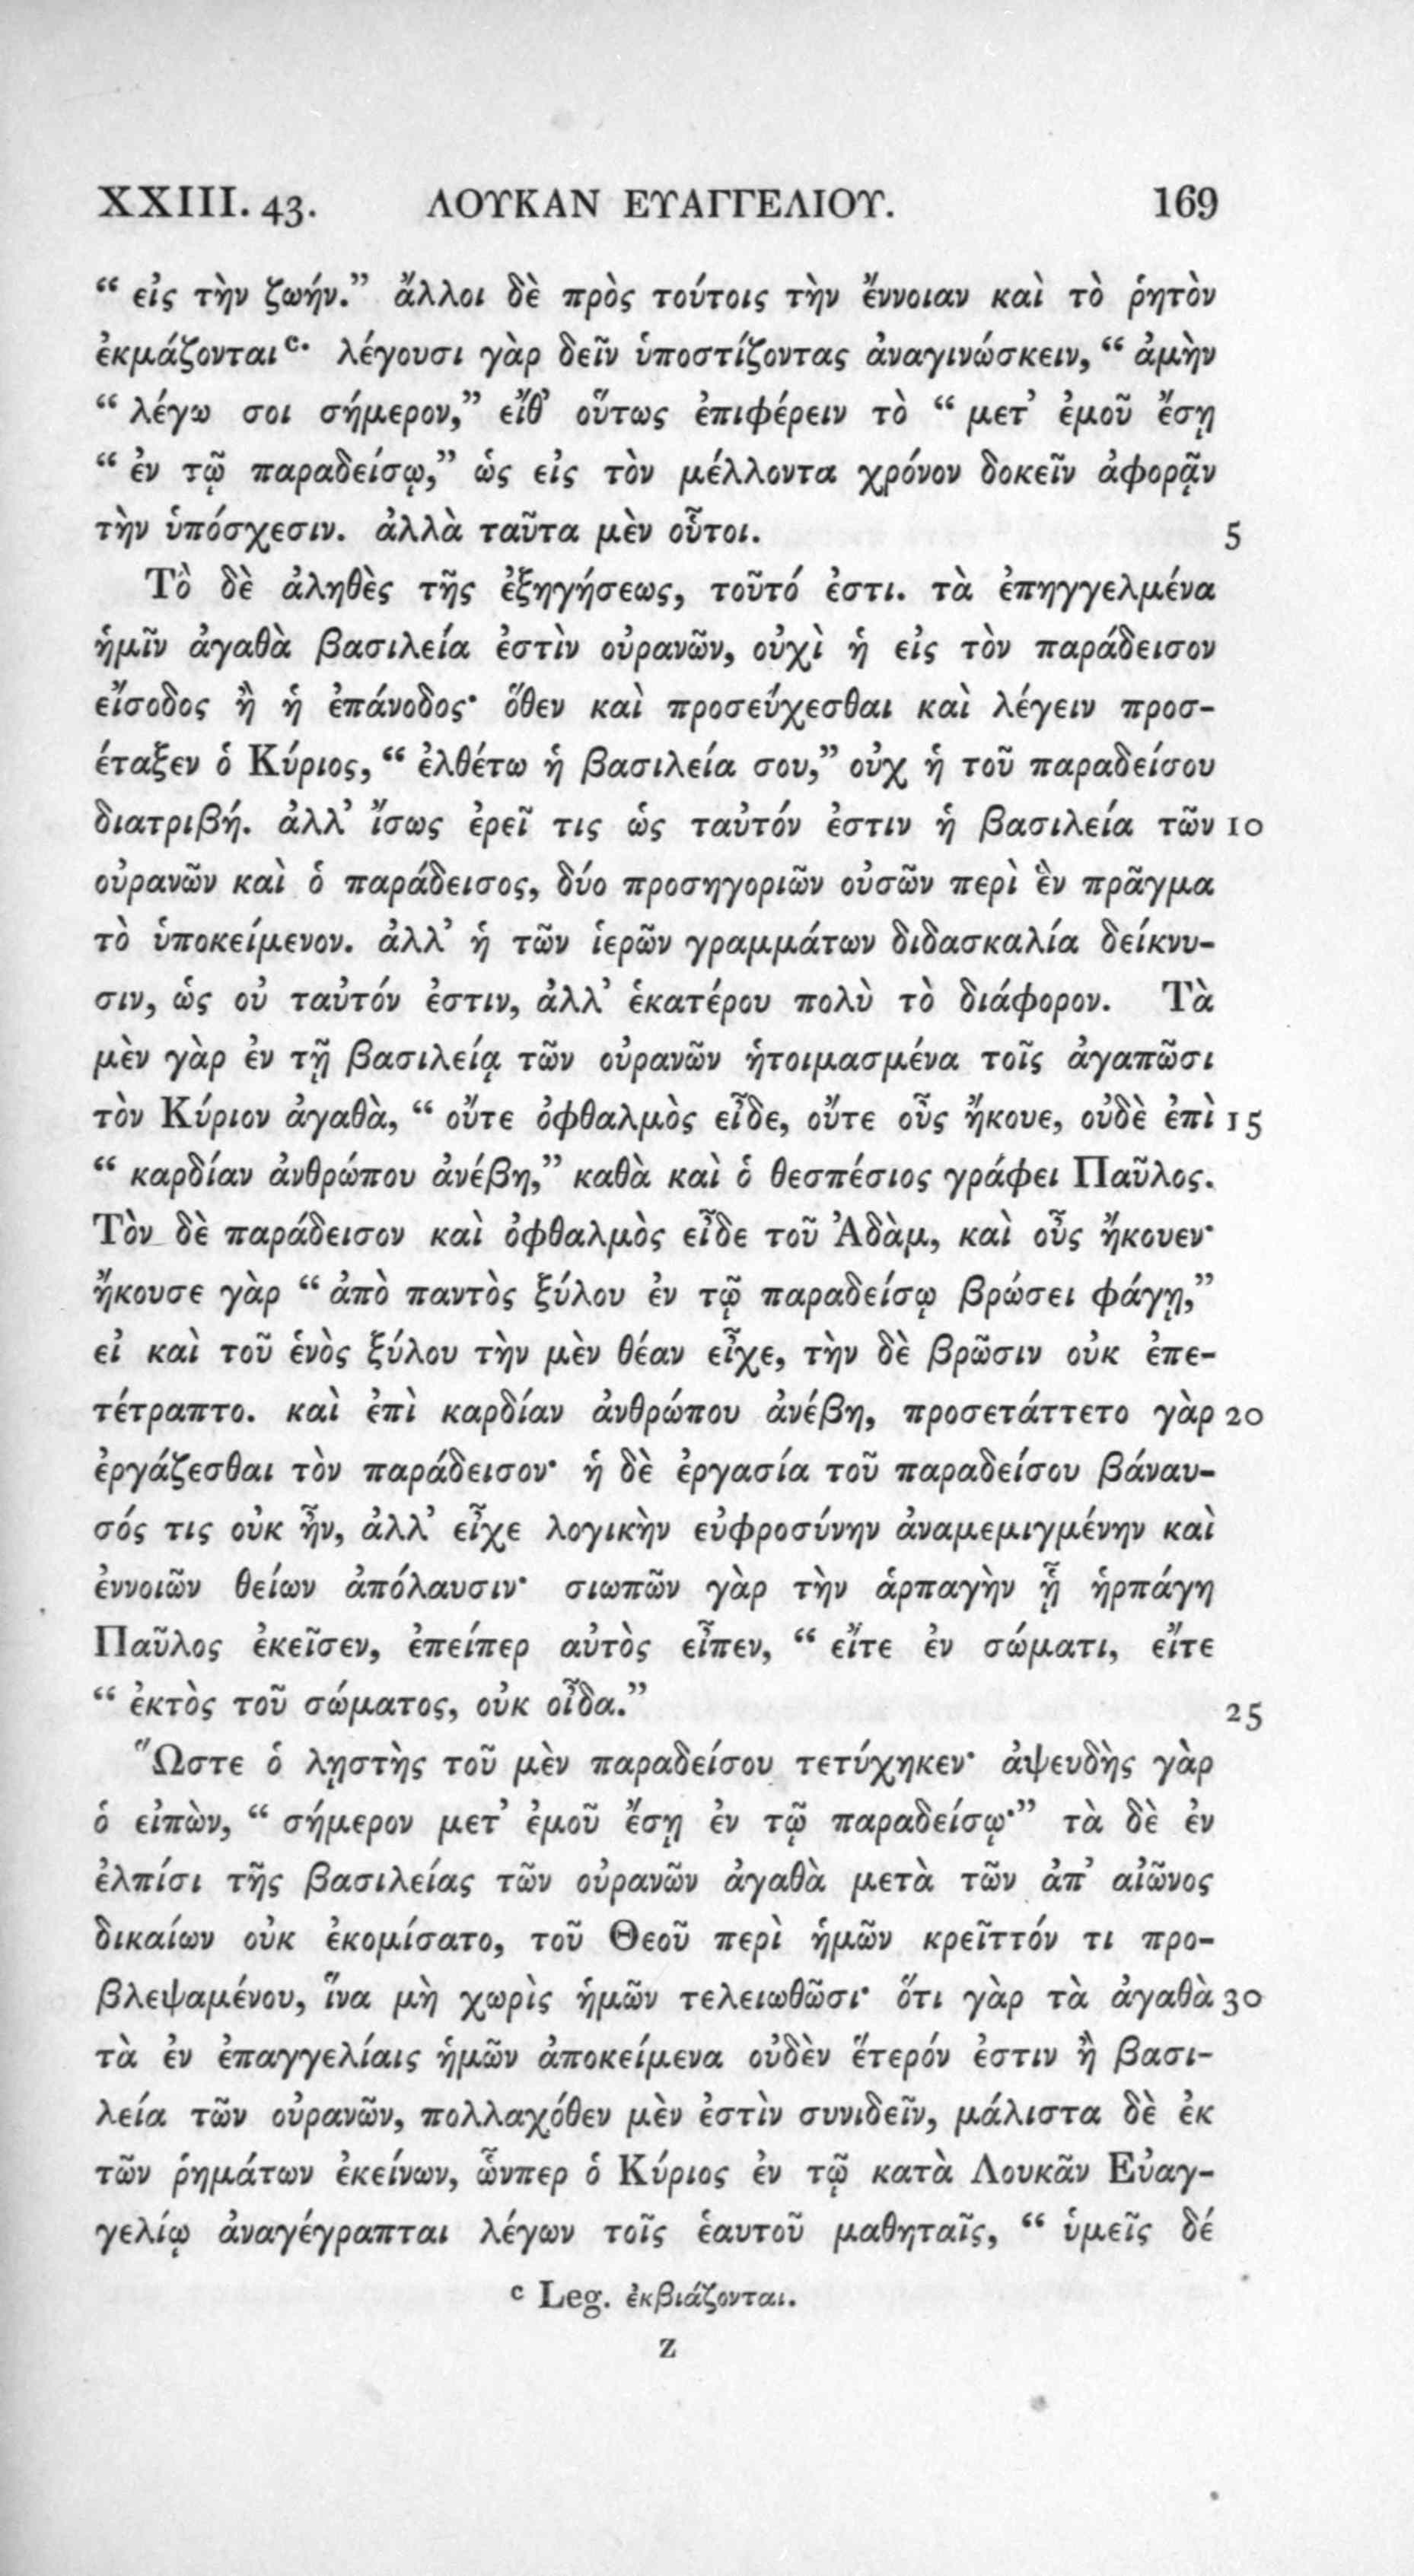 XXIII. 43. ΛΟΥΚΑΝ ΕΥΑΓΓΕΛΙΟΥ. 169
“ εἰς τὴν ζωήν.” ἄλλοι δὲ πρὸς τούτοις τὴν ἔννοιαν καὶ τὸ ῥητὸν
ἐκμάζονται c· λέγουσι γὰρ δεῖν ὑποστίζοντας ἀναγινώσκειν, “ ἀμὴν
“ λέγω σοι σήμερον,” εἴθ’ οὕτως ἐπιφέρειν τὸ “ μετ’ ἐμοῦ ἔσῃ
“ ἐν τῷ παραδείσῳ,” ὡς εἰς τὸν μέλλοντα χρόνον δοκεῖν ἀφορᾷν
τὴν ὑπόσχεσιν. ἀλλὰ ταῦτα μὲν οὗτοι. 5
Τὸ δὲ ἀληθὲς τῆς ἐξηγήσεως, τοῦτό ἐστι. τὰ ἐπηγγελμένα
ἡμῖν ἀγαθὰ βασιλεία ἐστὶν οὐρανῶν, οὐχὶ ἡ εἰς τὸν παράδεισον
εἴσοδος ἢ ἡ ἐπάνοδος· ὅθεν καὶ προσεύχεσθαι καὶ λέγειν προσ-
έταξεν ὁ Κύριος, “ ἐλθέτω ἡ βασιλεία σου,” οὐχ ἡ τοῦ παραδείσου
διατριβή. ἀλλ’ ἴσως ἐρεῖ τις ὡς ταὐτόν ἐστιν ἡ βασιλεία τῶν 10
οὐρανῶν καὶ ὁ παράδεισος, δύο προσηγοριῶν οὐσῶν περὶ ἓν πρᾶγμα
τὸ ὑποκείμενον. ἀλλ’ ἡ τῶν ἱερῶν γραμμάτων διδασκαλία δείκνυ-
σιν, ὡς οὐ ταὐτόν ἐστιν, ἀλλ’ ἑκατέρου πολὺ τὸ διάφορον. Τὰ
μὲν γὰρ ἐν τῇ βασιλείᾳ τῶν οὐρανῶν ἡτοιμασμένα τοῖς ἀγαπῶσι
τὸν Κύριον ἀγαθὰ, “ οὔτε ὀφθαλμὸς εἶδε, οὔτε οὖς ἤκουε, οὐδὲ ἐπὶ 15
“ καρδίαν ἀνθρώπου ἀνέβη,” καθὰ καὶ ὁ θεσπέσιος γράφει Παῦλος.
Τὸν δὲ παράδεισον καὶ ὀφθαλμὸς εἶδε τοῦ Ἀδὰμ, καὶ οὖς ἤκουεν·
ἤκουσε γὰρ “ ἀπὸ παντὸς ξύλου ἐν τῷ παραδείσῳ βρώσει φάγῃ,”
εἰ καὶ τοῦ ἑνὸς ξύλου τὴν μὲν θέαν εἶχε, τὴν δὲ βρῶσιν οὐκ ἐπε-
τέτραπτο. καὶ ἐπὶ καρδίαν ἀνθρώπου ἀνέβη, προσετάττετο γὰρ 20
ἐργάζεσθαι τὸν παράδεισον· ἡ δὲ ἐργασία τοῦ παραδείσου βάναυ-
σός τις οὐκ ἦν, ἀλλ’ εἶχε λογικὴν εὐφροσύνην ἀναμεμιγμένην καὶ
ἐννοιῶν θείων ἀπόλαυσιν· σιωπῶν γὰρ τὴν ἁρπαγὴν ᾗ ἡρπάγη
Παῦλος ἐκεῖσεν, ἐπείπερ αὐτὸς εἶπεν, “ εἴτε ἐν σώματι, εἴτε
“ ἐκτὸς τοῦ σώματος, οὐκ οἶδα.” 25
Ὥστε ὁ λῃστὴς τοῦ μὲν παραδείσου τετύχηκεν· ἀψευδὴς γὰρ
ὁ εἰπὼν, “ σήμερον μετ’ ἐμοῦ ἔσῃ ἐν τῷ παραδείσῳ·” τὰ δὲ ἐν
ἐλπίσι τῆς βασιλείας τῶν οὐρανῶν ἀγαθὰ μετὰ τῶν ἀπ’ αἰῶνος
δικαίων οὐκ ἐκομίσατο, τοῦ Θεοῦ περὶ ἡμῶν κρεῖττόν τι προ-
βλεψαμένου, ἵνα μὴ χωρὶς ἡμῶν τελειωθῶσι· ὅτι γὰρ τὰ ἀγαθὰ 30
τὰ ἐν ἐπαγγελίαις ἡμῶν ἀποκείμενα οὐδὲν ἕτερόν ἐστιν ἢ βασι-
λεία τῶν οὐρανῶν, πολλαχόθεν μὲν ἐστὶν συνιδεῖν, μάλιστα δὲ ἐκ
τῶν ῥημάτων ἐκείνων, ὧνπερ ὁ Κύριος ἐν τῷ κατὰ Λουκᾶν Εὐαγ-
γελίῳ ἀναγέγραπται λέγων τοῖς ἑαυτοῦ μαθηταῖς, “ ὑμεῖς δέ
c Leg. ἐκβιάζονται.
z